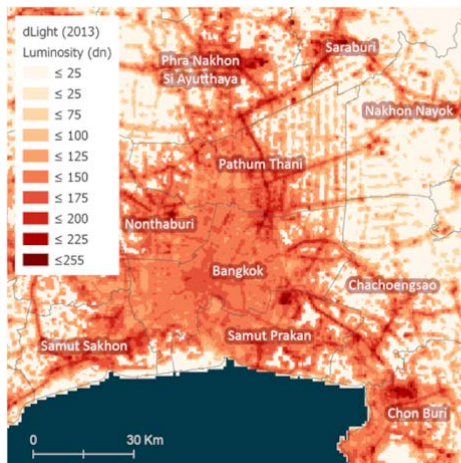 dLight (2013)
Luminosity (dn)
≤ 25
≤ 25
≤ 75
≤ 100
≤ 125
≤ 150
≤ 175
≤ 200
≤ 225
≤255
Saraburi
Phra Nakhon
Si Ayutthaya
Nakhon Nayok
Pathum Thani
Nonthaburi
Bangkok
Chachoengsao
Samut Prakan
Samut Sakhon
Chon Buri
0 30 Km